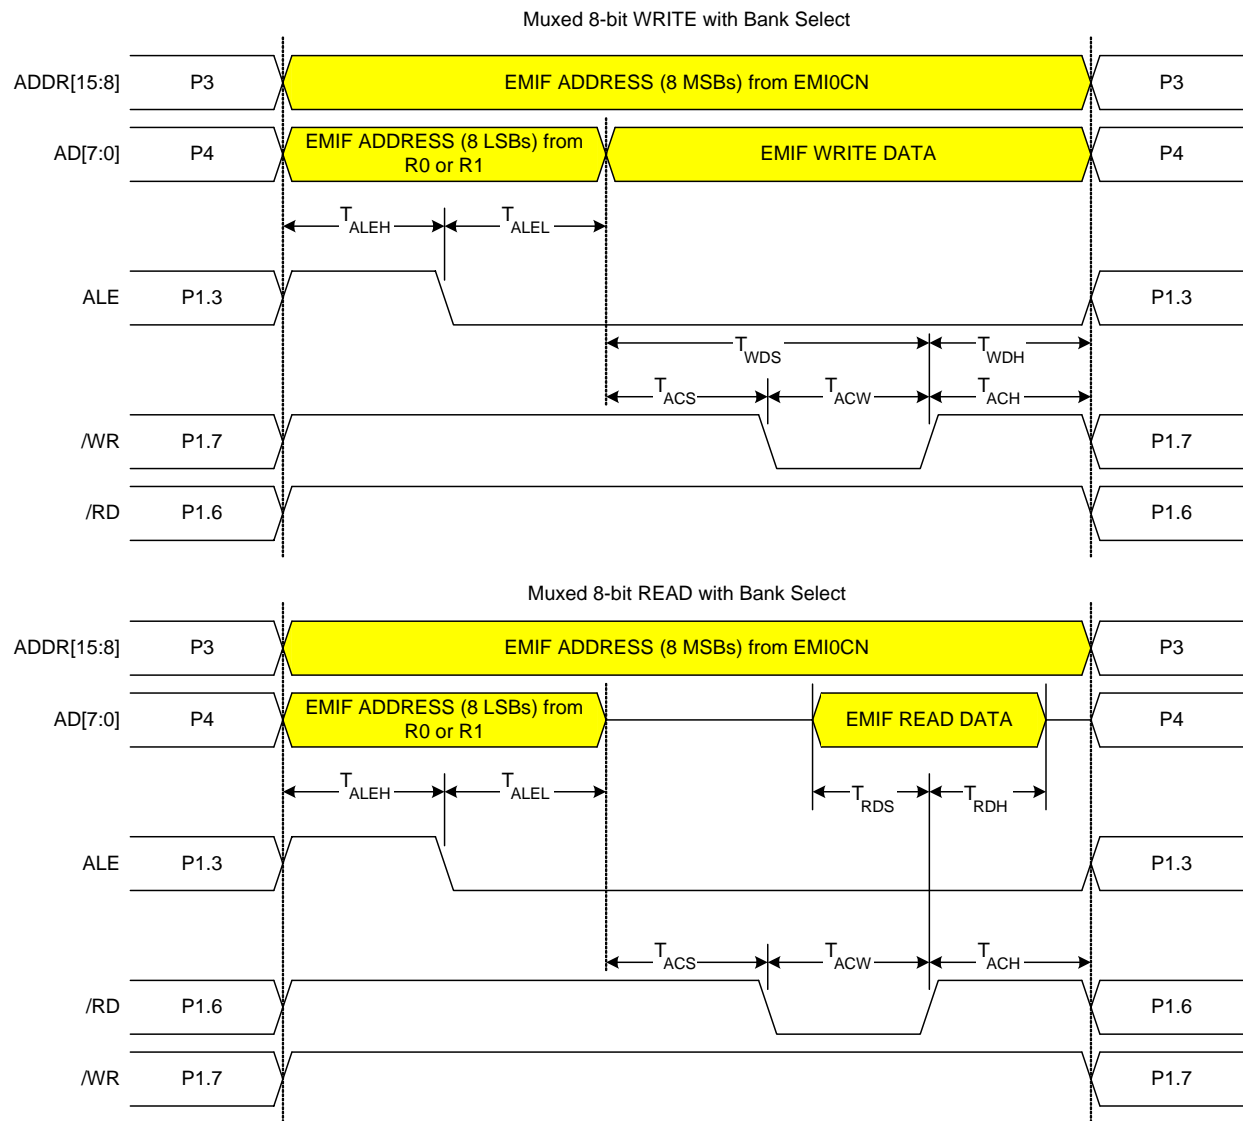 Muxed 8-bit WRITE with Bank Select
ADDR[15:8] P3 EMIF ADDRESS (8 MSBs) from EMI0CN P3
AD[7:0] P4 EMIF ADDRESS (8 LSBs) from
R0 or R1 EMIF WRITE DATA P4
TALEH TALEL
ALE P1.3 P1.3
TWDS TWDH
TACS TACW TACH
/WR P1.7 P1.7
/RD P1.6 P1.6
Muxed 8-bit READ with Bank Select
ADDR[15:8] P3 EMIF ADDRESS (8 MSBs) from EMI0CN P3
AD[7:0] P4 EMIF ADDRESS (8 LSBs) from
R0 or R1 EMIF READ DATA P4
TALEH TALEL TRDS TRDH
ALE P1.3 P1.3
TACS TACW TACH
/RD P1.6 P1.6
/WR P1.7 P1.7